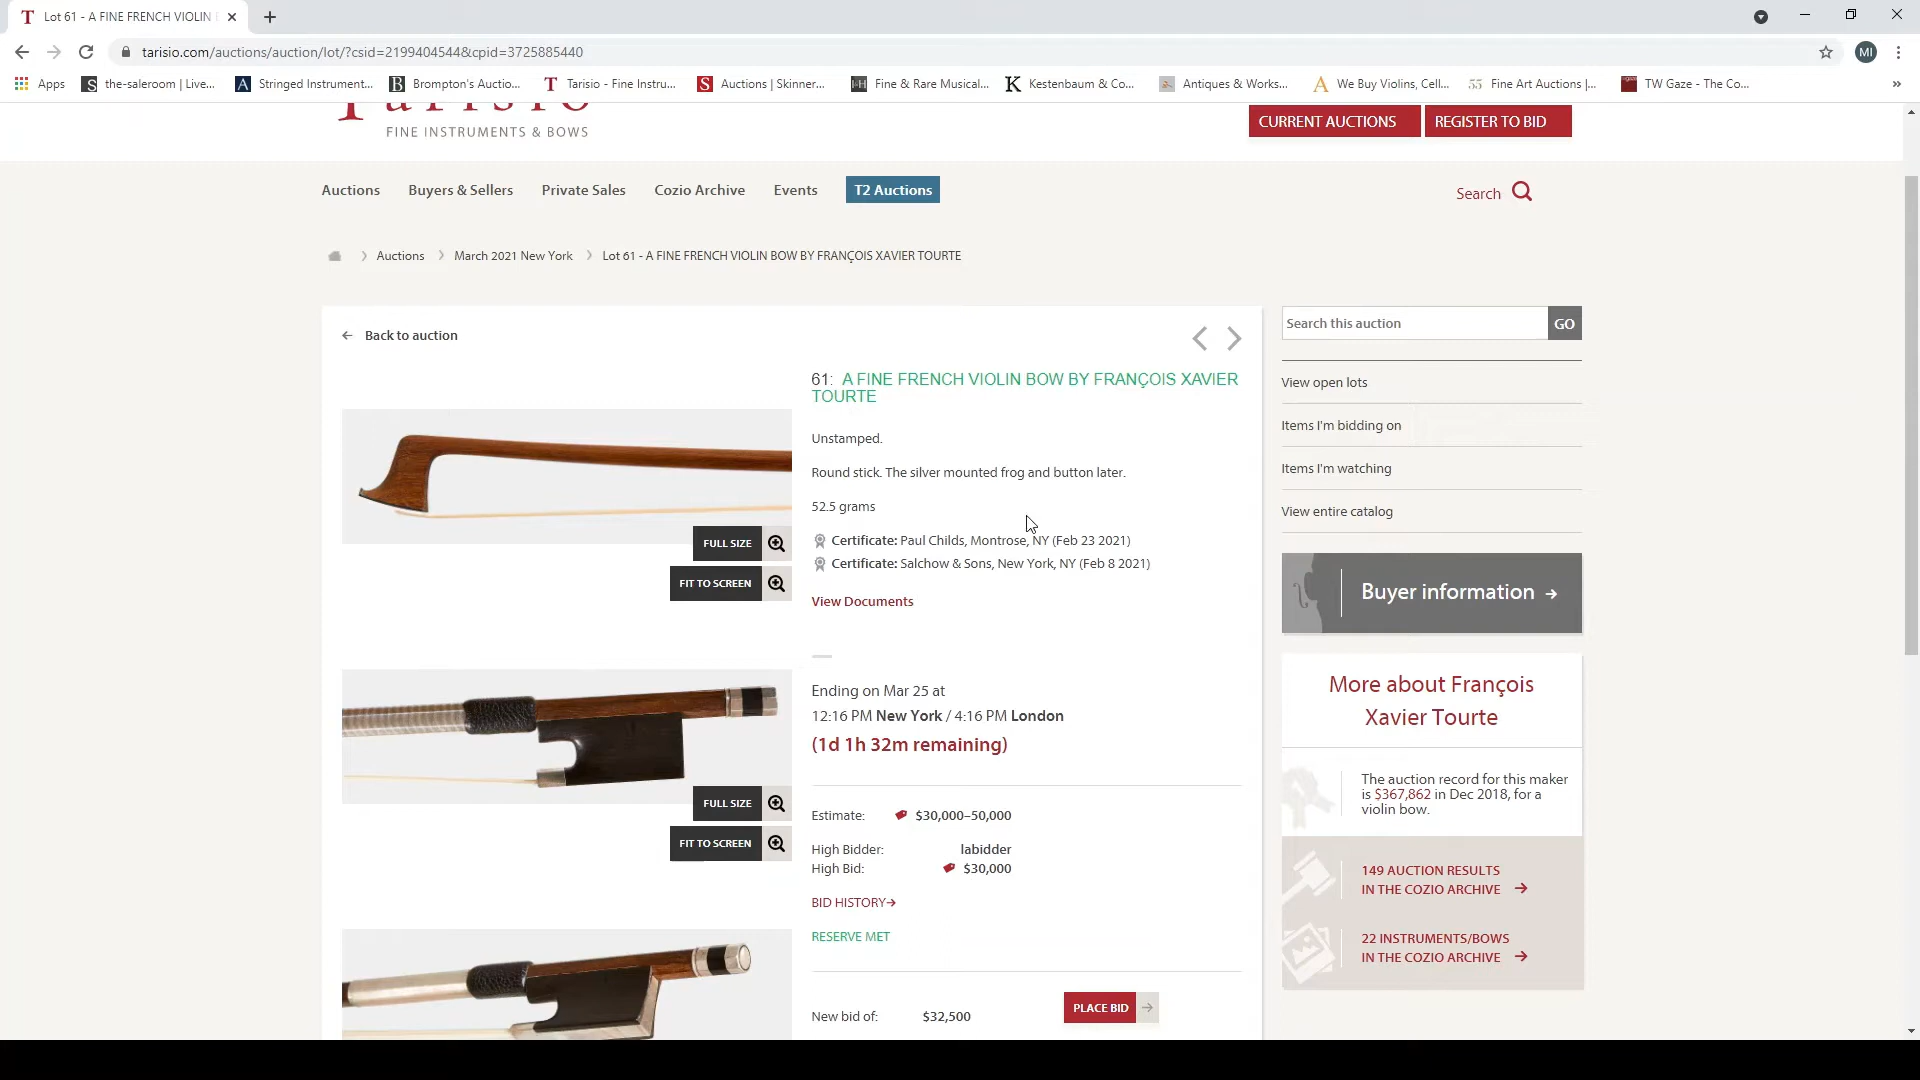 Lot 61 - A FINE FRENCH VIOLIN
tarisio.com/auctions/auction/lot/?csid=2199404544&cpid=3725885440
MI
Apps
the-saleroom | Live...
Stringed Instrument...
Brompton's Auctio...
Tarisio - Fine Instru...
Auctions | Skinner...
Fine & Rare Musical...
Kestenbaum & Co...
Antiques & Works...
We Buy Violins, Cell...
Fine Art Auctions |...
TW Gaze - The Co...
Tarisio
FINE INSTRUMENTS & BOWS
CURRENT AUCTIONS
REGISTER TO BID
Auctions
Buyers & Sellers
Private Sales
Cozio Archive
Events
T2 Auctions
Search
Auctions
March 2021 New York
Lot 61 - A FINE FRENCH VIOLIN BOW BY FRANÇOIS XAVIER TOURTE
Back to auction
61: A FINE FRENCH VIOLIN BOW BY FRANÇOIS XAVIER
TOURTE
Unstamped.
Round stick. The silver mounted frog and button later.
52.5 grams
Certificate: Paul Childs, Montrose, NY (Feb 23 2021)
Certificate: Salchow & Sons, New York, NY (Feb 8 2021)
View Documents
FULL SIZE
FIT TO SCREEN
Ending on Mar 25 at
12:16 PM New York / 4:16 PM London
(1d 1h 32m remaining)
FULL SIZE
FIT TO SCREEN
Estimate: $30,000–50,000
High Bidder: labidder
High Bid: $30,000
BID HISTORY
RESERVE MET
New bid of: $32,500
PLACE BID
Search this auction
GO
View open lots
Items I'm bidding on
Items I'm watching
View entire catalog
Buyer information
More about François
Xavier Tourte
The auction record for this maker
is $367,862 in Dec 2018, for a
violin bow.
149 AUCTION RESULTS
IN THE COZIO ARCHIVE
22 INSTRUMENTS/BOWS
IN THE COZIO ARCHIVE